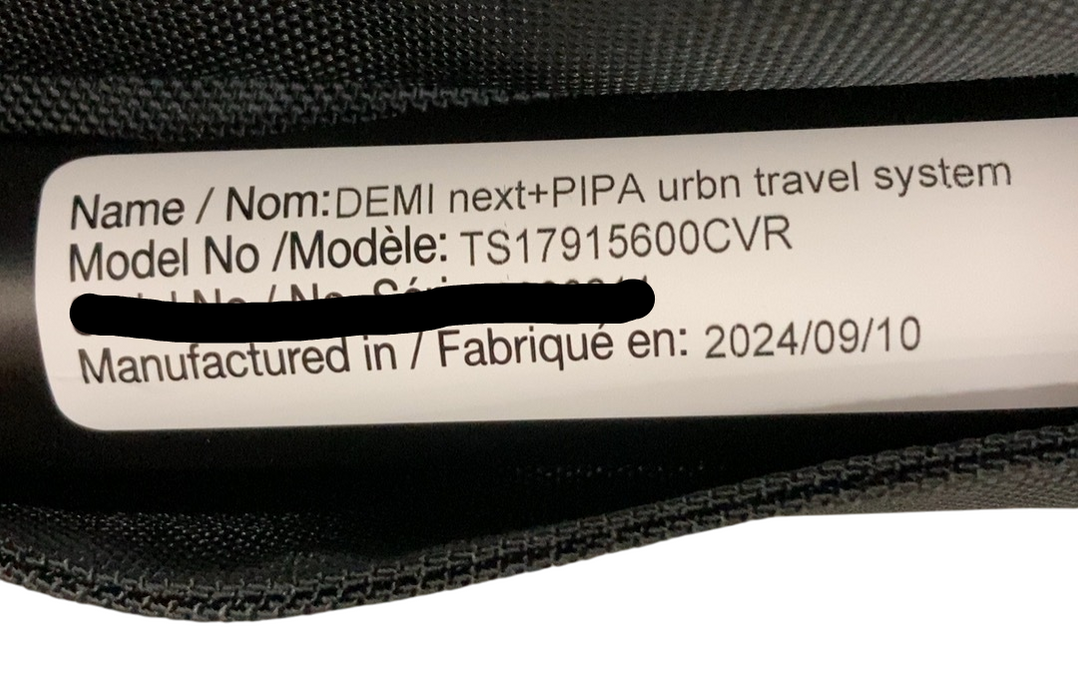 Name / Nom:DEMI next+PIPA urbn travel system
Model No /Modèle: TS17915600CVR
Manufactured in / Fabriqué en: 2024/09/10